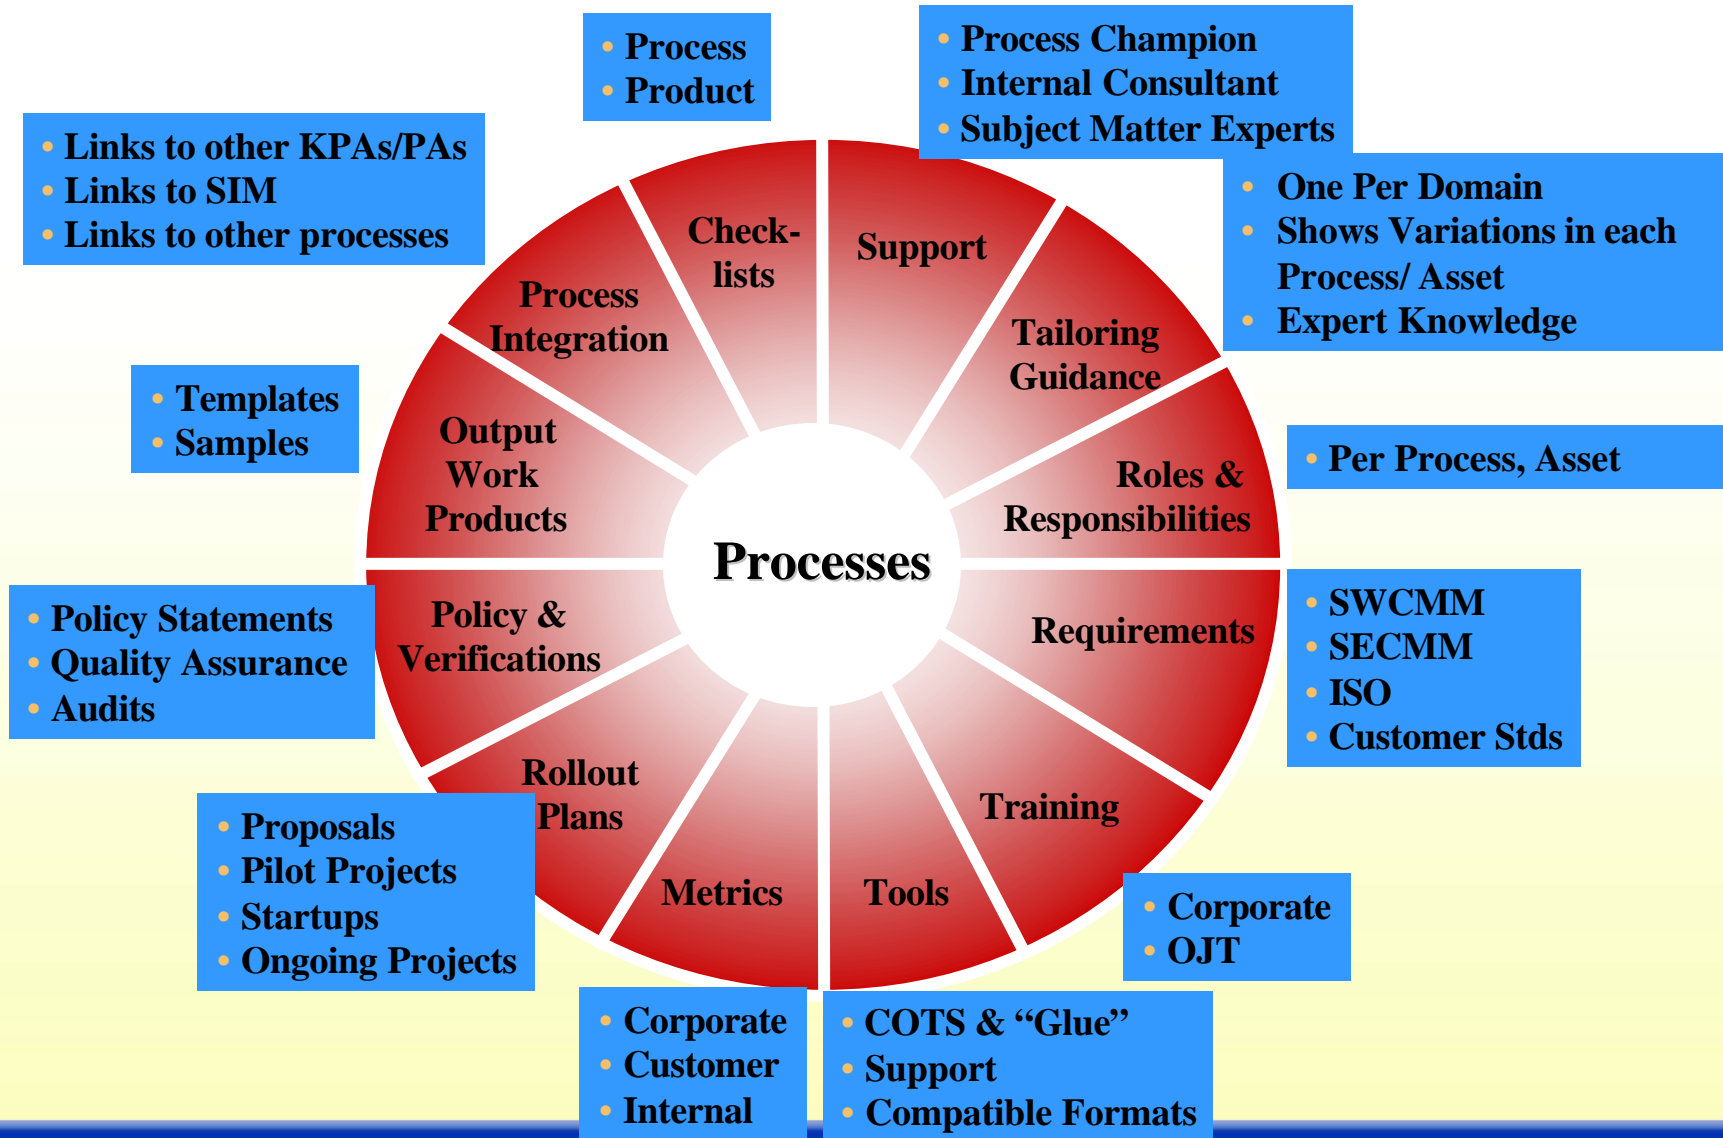 • Process
• Product
• Process Champion
• Internal Consultant
• Subject Matter Experts
• Links to other KPAs/PAs
• Links to SIM
• Links to other processes
• One Per Domain
• Shows Variations in each
Process/ Asset
• Expert Knowledge
Check-
lists
Support
Process
Integration
Tailoring
Guidance
• Templates
• Samples
Output
Work
Products
Roles &
Responsibilities
• Per Process, Asset
Processes
• Policy Statements
• Quality Assurance
• Audits
Policy &
Verifications
Requirements
• SWCMM
• SECMM
• ISO
• Customer Stds
Rollout
Plans
Training
• Proposals
• Pilot Projects
• Startups
• Ongoing Projects
Metrics
Tools
• Corporate
• OJT
• Corporate
• Customer
• Internal
• COTS & “Glue”
• Support
• Compatible Formats